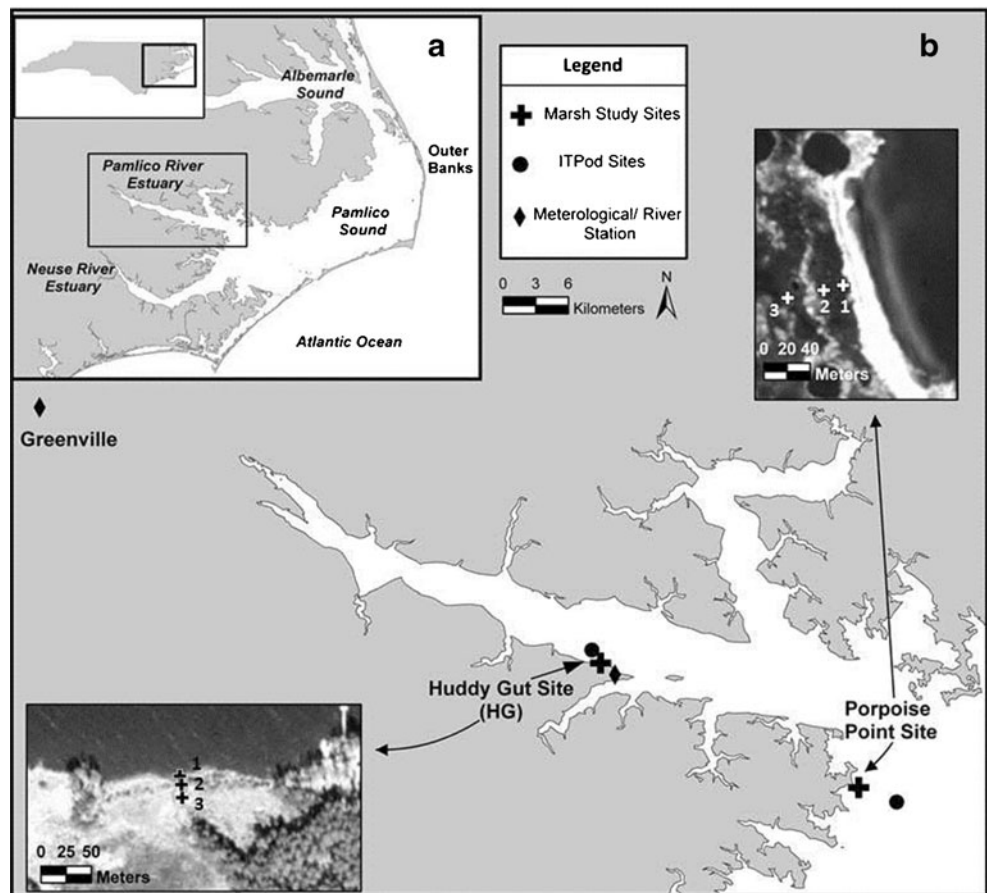 a
Albemarle
Sound
Outer
Banks
Pamlico River
Estuary
Pamlico
Sound
Neuse River
Estuary
Atlantic Ocean
Legend
Marsh Study Sites
ITPod Sites
Meterological/ River
Station
0 3 6
Kilometers
N
b
3 2 1
0 20 40
Meters
Greenville
Huddy Gut Site
(HG)
Porpoise
Point Site
1
2
3
0 25 50
Meters